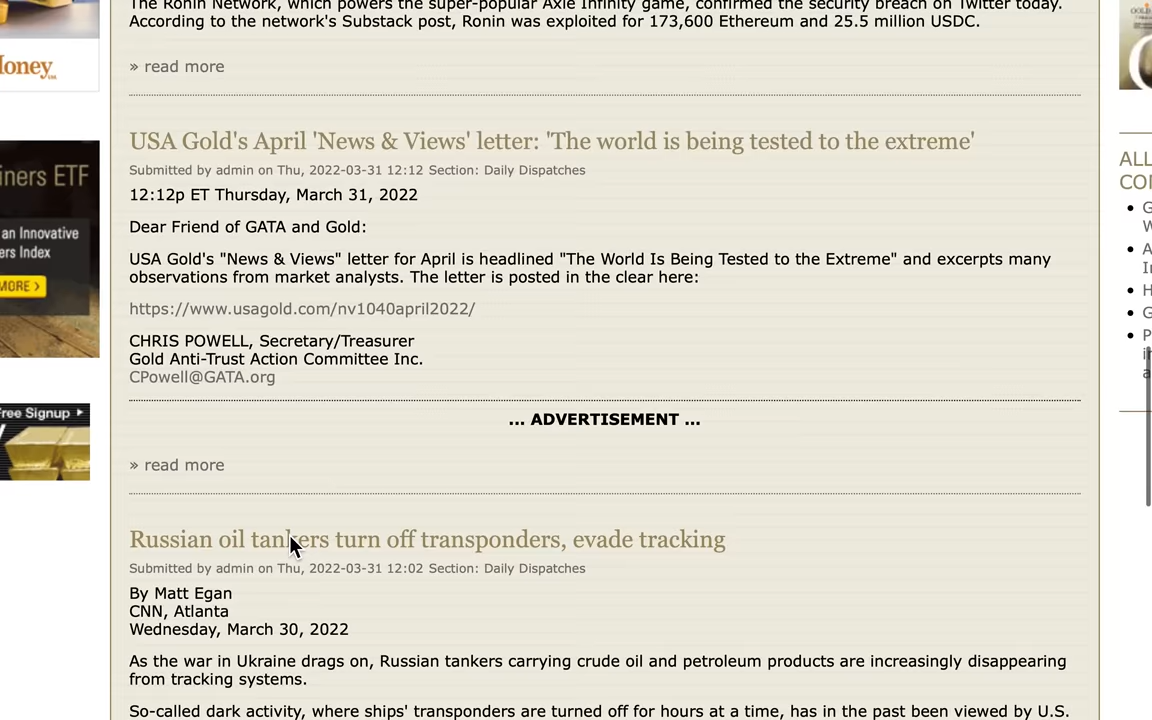 The Ronin Network, which powers the super-popular Axie Infinity game, confirmed the security breach on Twitter today.
According to the network's Substack post, Ronin was exploited for 173,600 Ethereum and 25.5 million USDC.
» read more
USA Gold's April 'News & Views' letter: 'The world is being tested to the extreme'
Submitted by admin on Thu, 2022-03-31 12:12 Section: Daily Dispatches
12:12p ET Thursday, March 31, 2022
Dear Friend of GATA and Gold:
USA Gold's "News & Views" letter for April is headlined "The World Is Being Tested to the Extreme" and excerpts many
observations from market analysts. The letter is posted in the clear here:
https://www.usagold.com/nv1040april2022/
CHRIS POWELL, Secretary/Treasurer
Gold Anti-Trust Action Committee Inc.
CPowell@GATA.org
... ADVERTISEMENT ...
» read more
Russian oil tankers turn off transponders, evade tracking
Submitted by admin on Thu, 2022-03-31 12:02 Section: Daily Dispatches
By Matt Egan
CNN, Atlanta
Wednesday, March 30, 2022
As the war in Ukraine drags on, Russian tankers carrying crude oil and petroleum products are increasingly disappearing
from tracking systems.
So-called dark activity, where ships' transponders are turned off for hours at a time, has in the past been viewed by U.S.
ETF
an Innovative
Index
MORE >
Free Signup
ALL